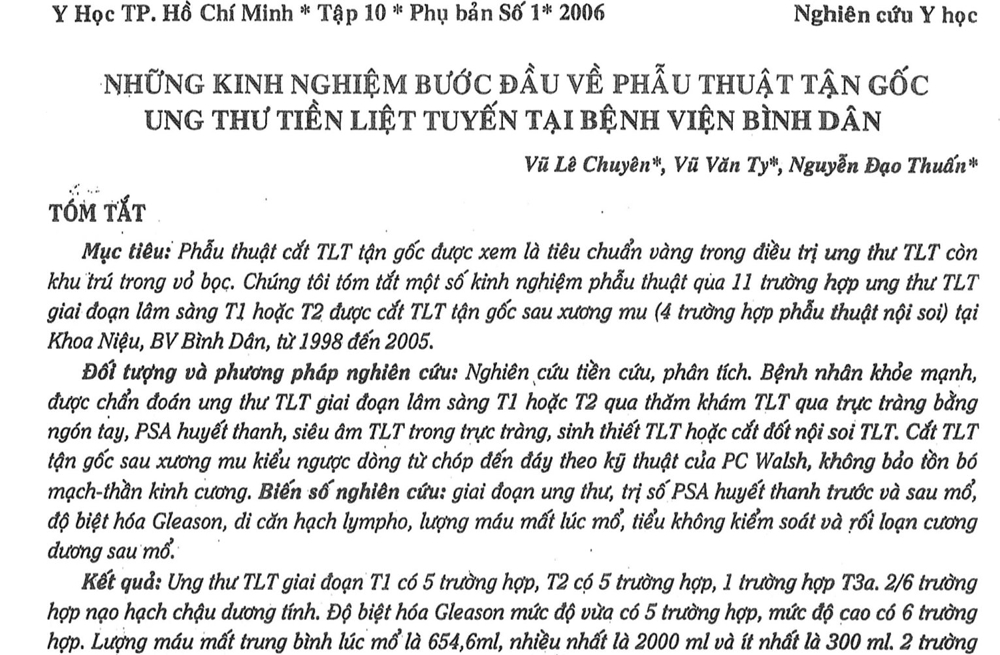 Y Học TP. Hồ Chí Minh * Tập 10 * Phụ bản Số 1* 2006 Nghiên cứu Y học
NHỮNG KINH NGHIỆM BƯỚC ĐẦU VỀ PHẪU THUẬT TẬN GỐC
UNG THƯ TIỀN LIỆT TUYẾN TẠI BỆNH VIỆN BÌNH DÂN
Vũ Lê Chuyên*, Vũ Văn Ty*, Nguyễn Đạo Thuấn*
TÓM TẮT
Mục tiêu: Phẫu thuật cắt TLT tận gốc được xem là tiêu chuẩn vàng trong điều trị ung thư TLT còn
khu trú trong vỏ bọc. Chúng tôi tóm tắt một số kinh nghiệm phẫu thuật qua 11 trường hợp ung thư TLT
giai đoạn lâm sàng T1 hoặc T2 được cắt TLT tận gốc sau xương mu (4 trường hợp phẫu thuật nội soi) tại
Khoa Niệu, BV Bình Dân, từ 1998 đến 2005.
Đối tượng và phương pháp nghiên cứu: Nghiên cứu tiền cứu, phân tích. Bệnh nhân khỏe mạnh,
được chẩn đoán ung thư TLT giai đoạn lâm sàng T1 hoặc T2 qua thăm khám TLT qua trực tràng bằng
ngón tay, PSA huyết thanh, siêu âm TLT trong trực tràng, sinh thiết TLT hoặc cắt đốt nội soi TLT. Cắt TLT
tận gốc sau xương mu kiểu ngược dòng từ chóp đến đáy theo kỹ thuật của PC Walsh, không bảo tồn bó
mạch-thần kinh cương. Biến số nghiên cứu: giai đoạn ung thư, trị số PSA huyết thanh trước và sau mổ,
độ biệt hóa Gleason, di căn hạch lympho, lượng máu mất lúc mổ, tiểu không kiểm soát và rối loạn cương
dương sau mổ.
Kết quả: Ung thư TLT giai đoạn T1 có 5 trường hợp, T2 có 5 trường hợp, 1 trường hợp T3a. 2/6 trường
hợp nạo hạch chậu dương tính. Độ biệt hóa Gleason mức độ vừa có 5 trường hợp, mức độ cao có 6 trường
hợp. Lượng máu mất trung bình lúc mổ là 654,6ml, nhiều nhất là 2000 ml và ít nhất là 300 ml. 2 trường